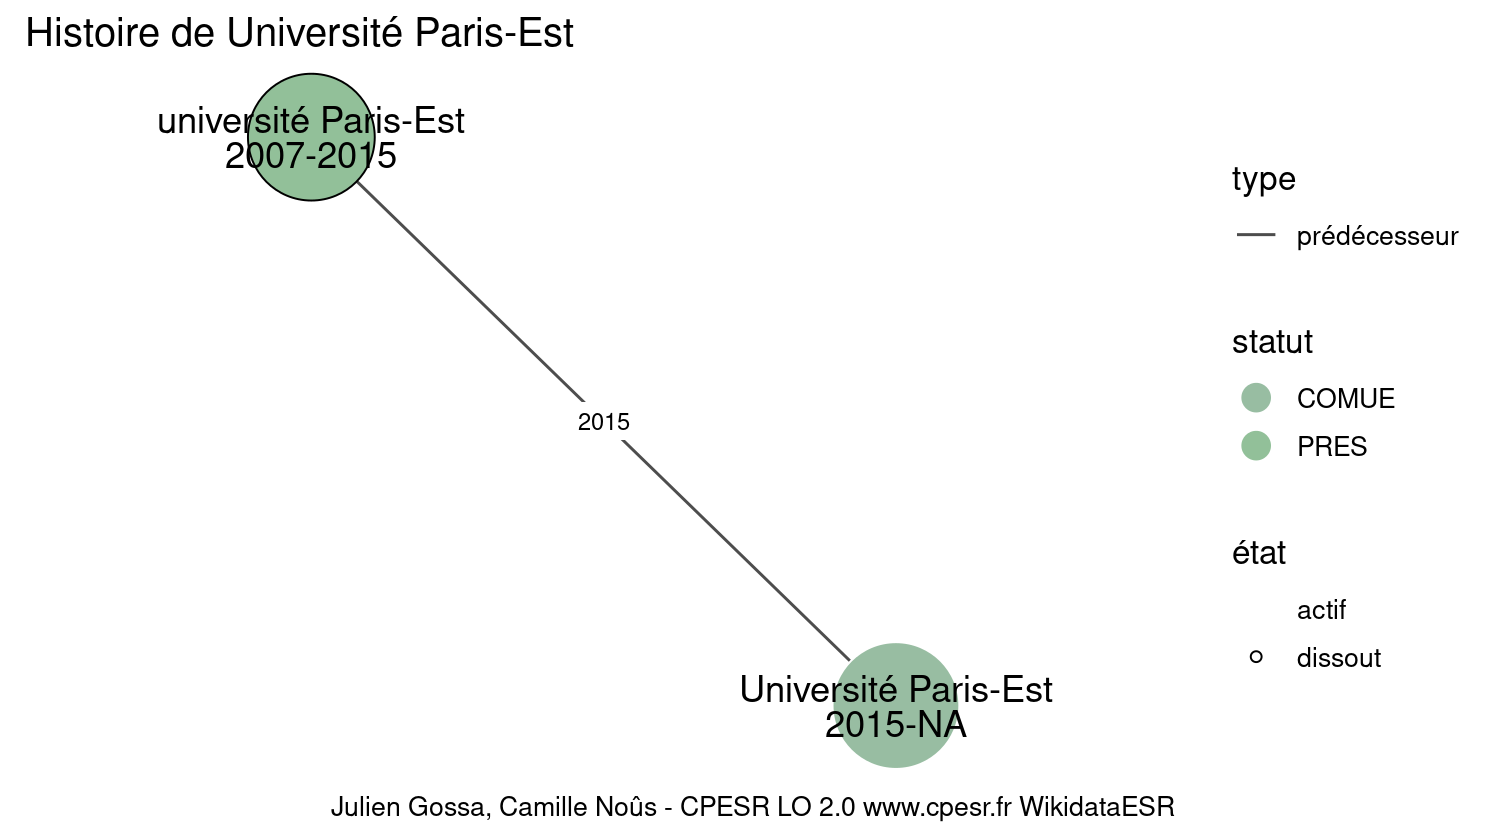 Histoire de Université Paris-Est
université Paris-Est
2007-2015
2015
Université Paris-Est
2015-NA
type
prédécesseur
statut
COMUE
PRES
état
actif
dissout
Julien Gossa, Camille Noûs - CPESR LO 2.0 www.cpesr.fr WikidataESR